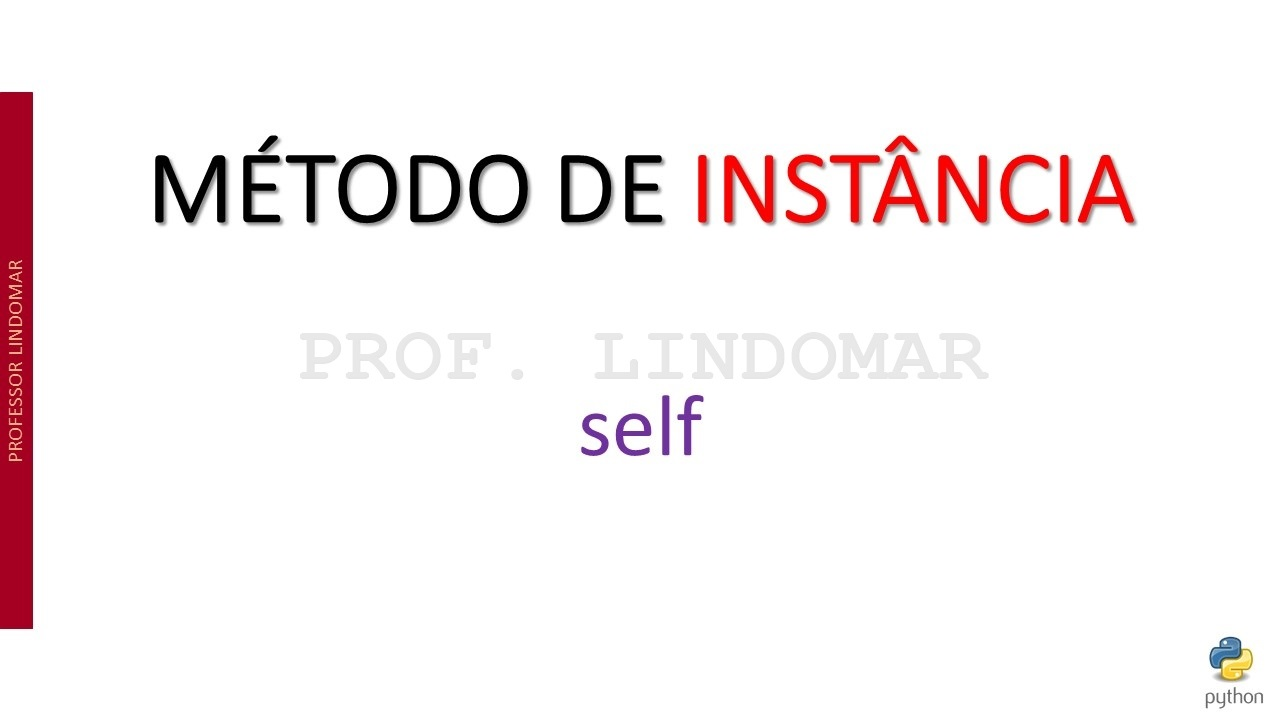 MÉTODO DE INSTÂNCIA
PROFESSOR LINDOMAR
PROF. LINDOMAR
self
python